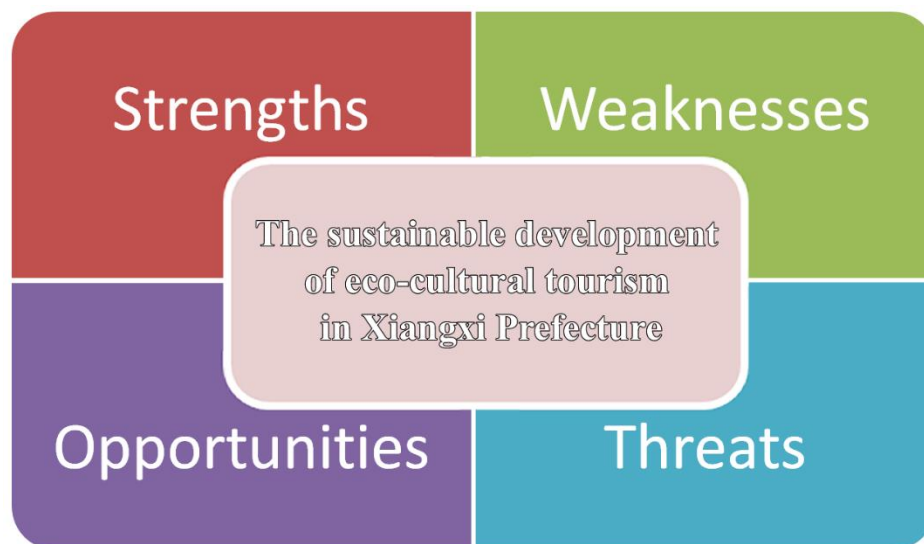 Strengths
Weaknesses
The sustainable development
of eco-cultural tourism
in Xiangxi Prefecture
Opportunities
Threats